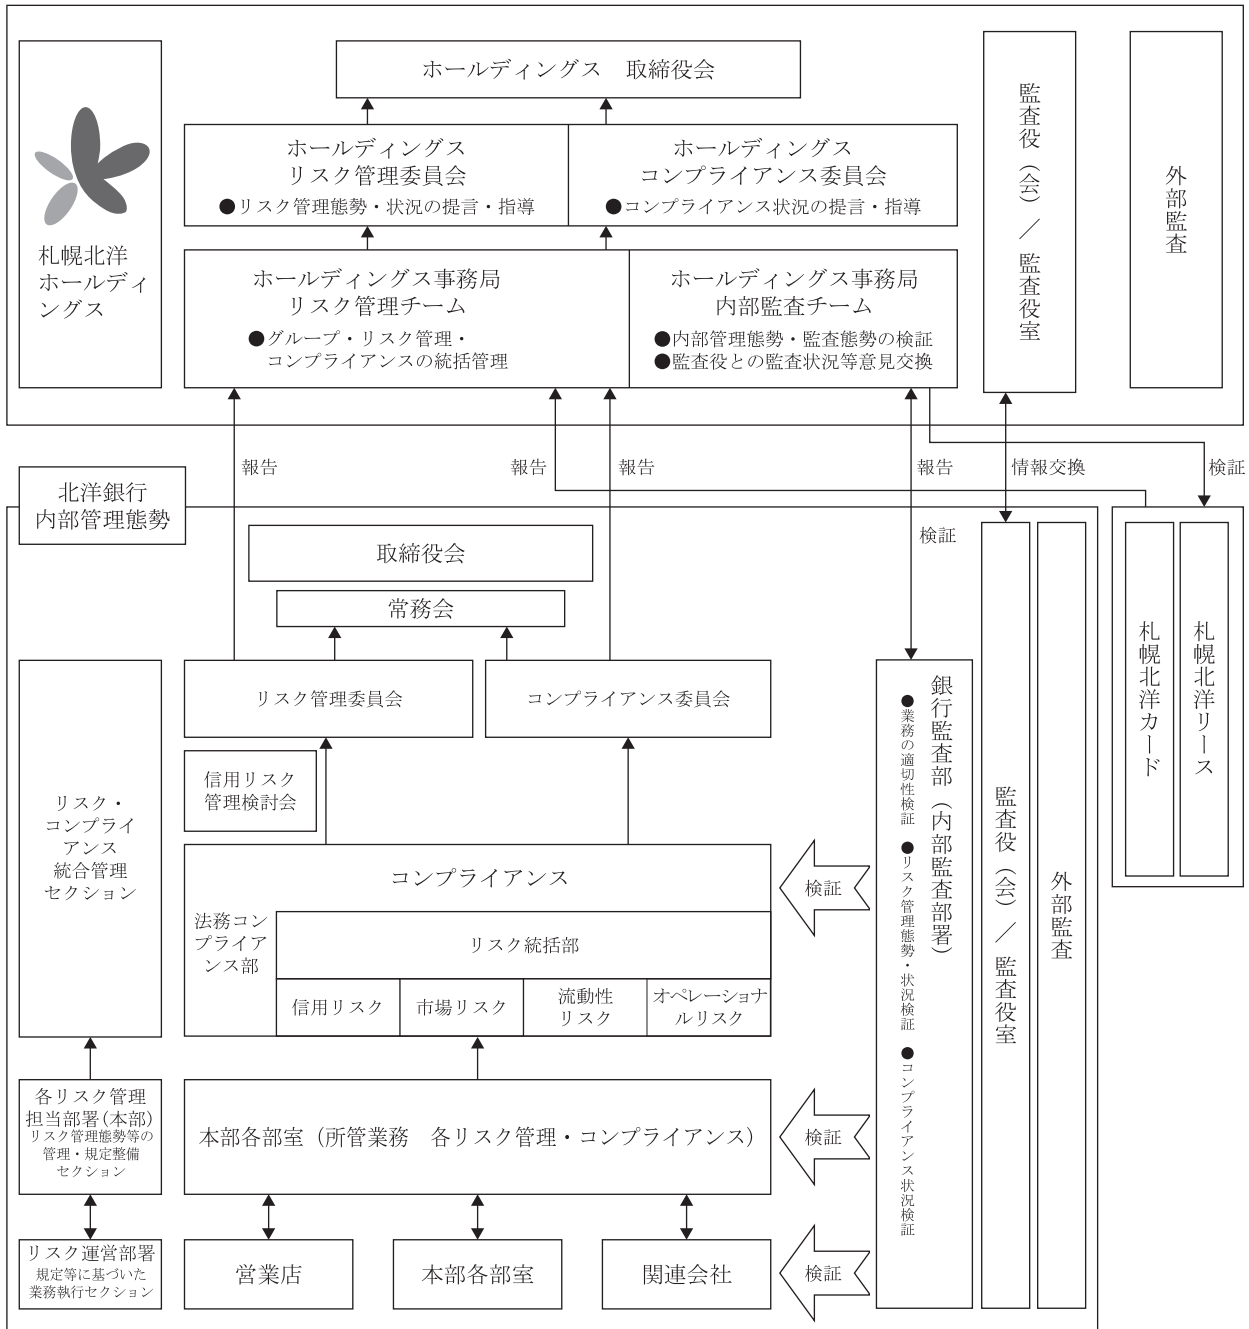 ホールディングス　取締役会
ホールディングス
リスク管理委員会
●リスク管理態勢・状況の提言・指導
ホールディングス
コンプライアンス委員会
●コンプライアンス状況の提言・指導
札幌北洋
ホールディ
ングス
ホールディングス事務局
リスク管理チーム
●グループ・リスク管理・
コンプライアンスの統括管理
ホールディングス事務局
内部監査チーム
●内部管理態勢・監査態勢の検証
●監査役との監査状況等意見交換
監査役（会）／監査役室
外部監査
報告
報告
報告
報告
情報交換
検証
検証
北洋銀行
内部管理態勢
取締役会
常務会
リスク管理委員会
コンプライアンス委員会
信用リスク
管理検討会
リスク・
コンプライ
アンス
統合管理
セクション
コンプライアンス
法務コン
プライア
ンス部
リスク統括部
信用リスク
市場リスク
流動性
リスク
オペレーショナ
ルリスク
検証
各リスク管理
担当部署(本部)
リスク管理態勢等の
管理・規定整備
セクション
本部各部室（所管業務　各リスク管理・コンプライアンス）
検証
リスク運営部署
規定等に基づいた
業務執行セクション
営業店
本部各部室
関連会社
検証
銀行監査部（内部監査部署）
●業務の適切性検証　●リスク管理態勢・状況検証　●コンプライアンス状況検証
監査役（会）／監査役室
外部監査
札幌北洋カード
札幌北洋リース